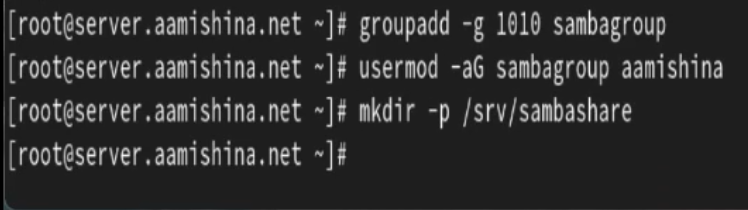 [root@server.aamishina.net ~]# groupadd -g 1010 sambagroup
[root@server.aamishina.net ~]# usermod -aG sambagroup aamishina
[root@server.aamishina.net ~]# mkdir -p /srv/sambashare
[root@server.aamishina.net ~]#